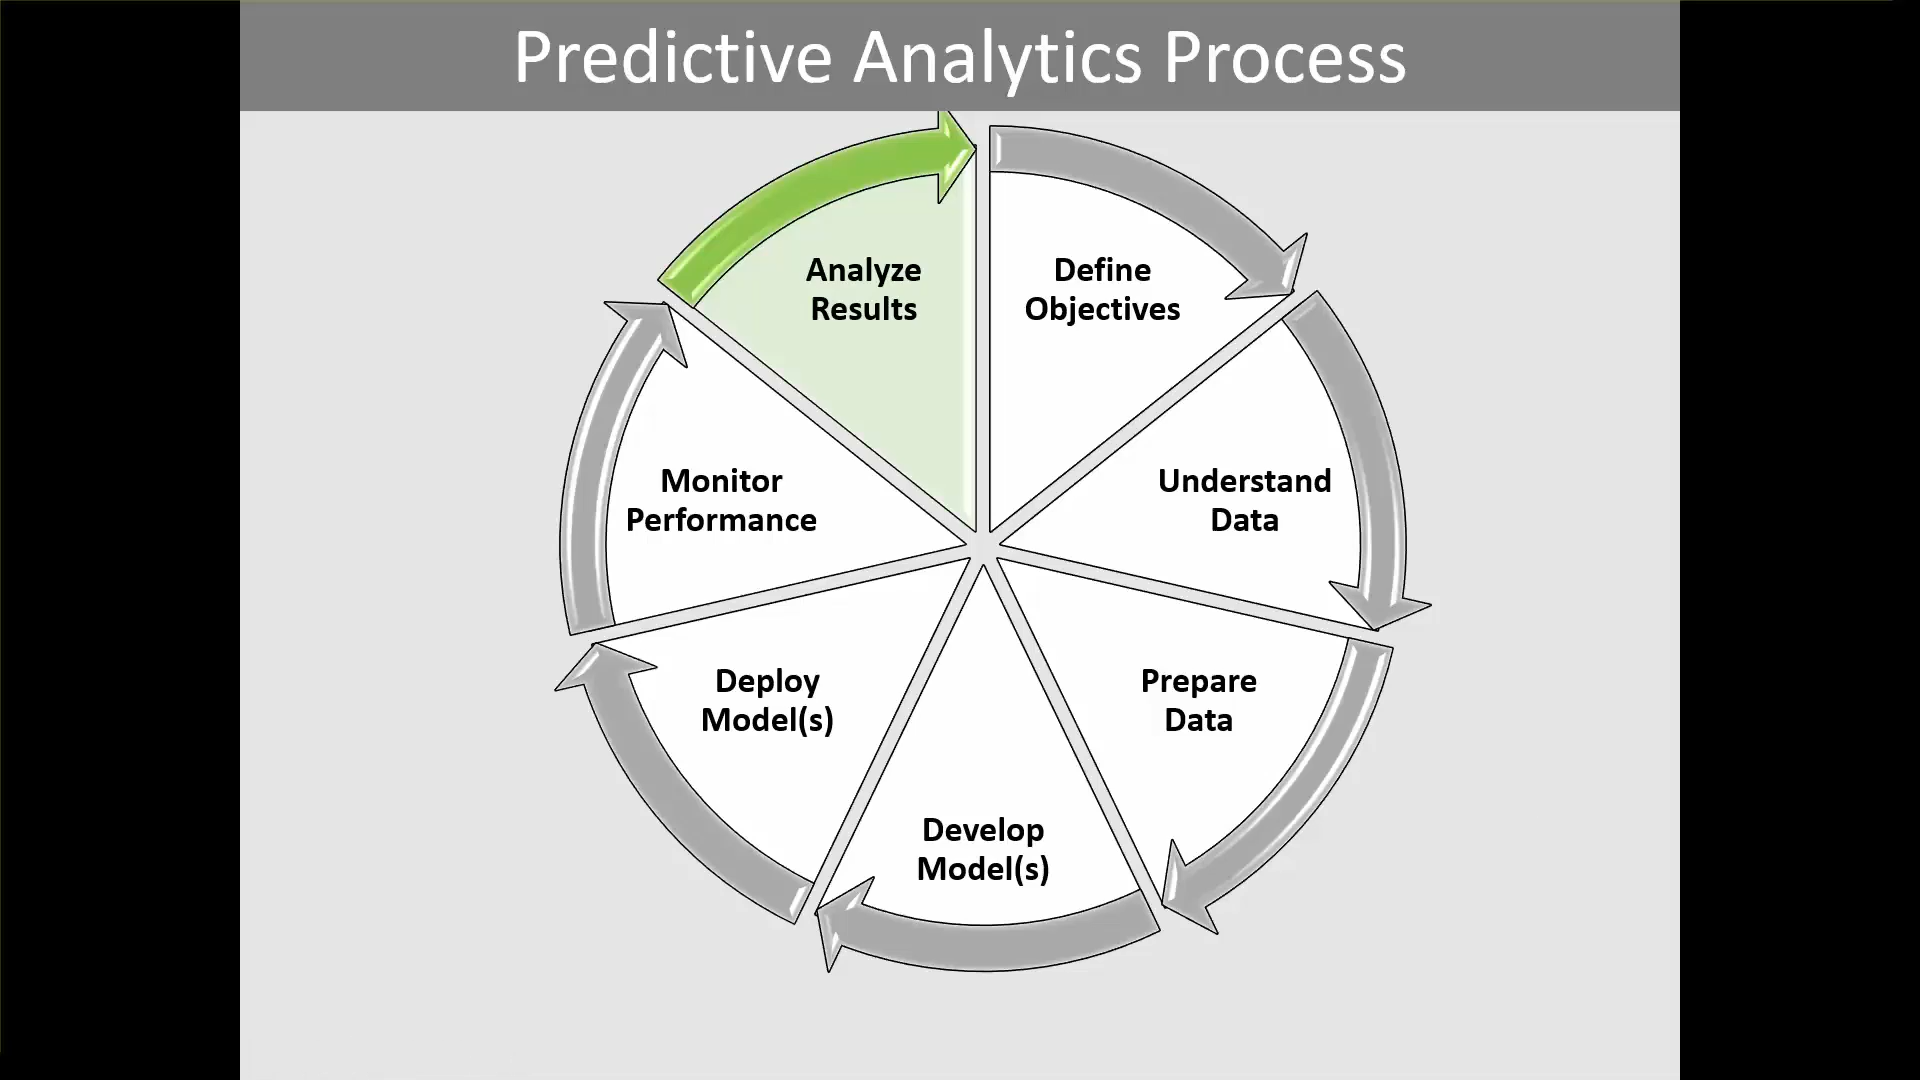 Predictive Analytics Process
Analyze
Results
Define
Objectives
Monitor
Performance
Understand
Data
Deploy
Model(s)
Prepare
Data
Develop
Model(s)